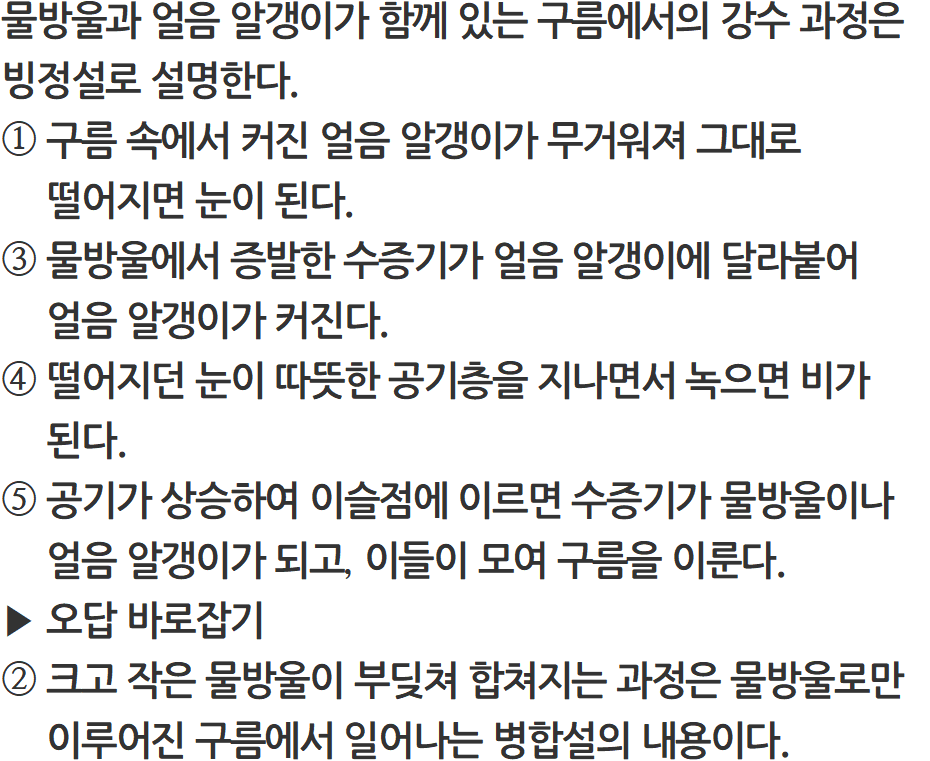 물방울과 얼음 알갱이가 함께 있는 구름에서의 강수 과정은
빙정설로 설명한다.
① 구름 속에서 커진 얼음 알갱이가 무거워져 그대로
떨어지면 눈이 된다.
③ 물방울에서 증발한 수증기가 얼음 알갱이에 달라붙어
얼음 알갱이가 커진다.
④ 떨어지던 눈이 따뜻한 공기층을 지나면서 녹으면 비가
된다.
⑤ 공기가 상승하여 이슬점에 이르면 수증기가 물방울이나
얼음 알갱이가 되고, 이들이 모여 구름을 이룬다.
▶ 오답 바로잡기
② 크고 작은 물방울이 부딪쳐 합쳐지는 과정은 물방울로만
이루어진 구름에서 일어나는 병합설의 내용이다.